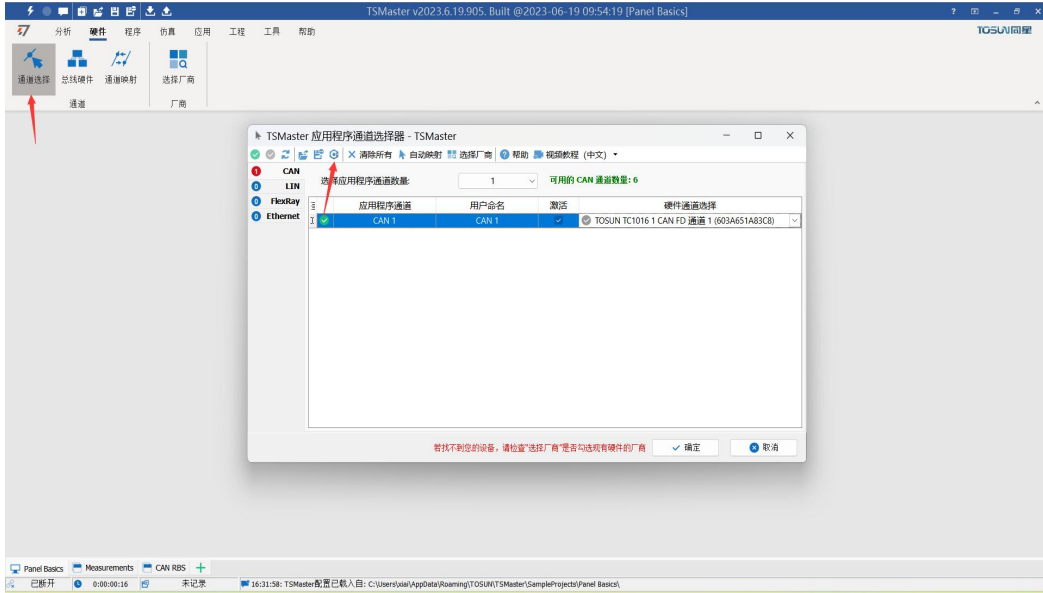 TSMaster v2023.6.19.905. Built @2023-06-19 09:54:19 [Panel Basics]
分析 硬件 程序 仿真 应用 工程 工具 帮助
TOSUN同星
通道选择 总线硬件 通道映射 选择厂商
通道 厂商
TSMaster 应用程序通道选择器 - TSMaster
清除所有 自动映射 选择厂商 帮助 视频教程 (中文)
1 CAN
0 LIN
0 FlexRay
0 Ethernet
选择应用程序通道数量: 1 可用的 CAN 通道数量: 6
应用程序通道 用户命名 激活 硬件通道选择
CAN 1 CAN 1 TOSUN TC1016 1 CAN FD 通道 1 (603A651A83C8)
若找不到您的设备，请检查"选择厂商"是否勾选现有硬件的厂商 确定 取消
Panel Basics Measurements CAN RBS
已断开 0:00:00:16 未记录 16:31:58: TSMaster配置已载入自: C:\Users\xiai\AppData\Roaming\TOSUN\TSMaster\SampleProjects\Panel Basics\